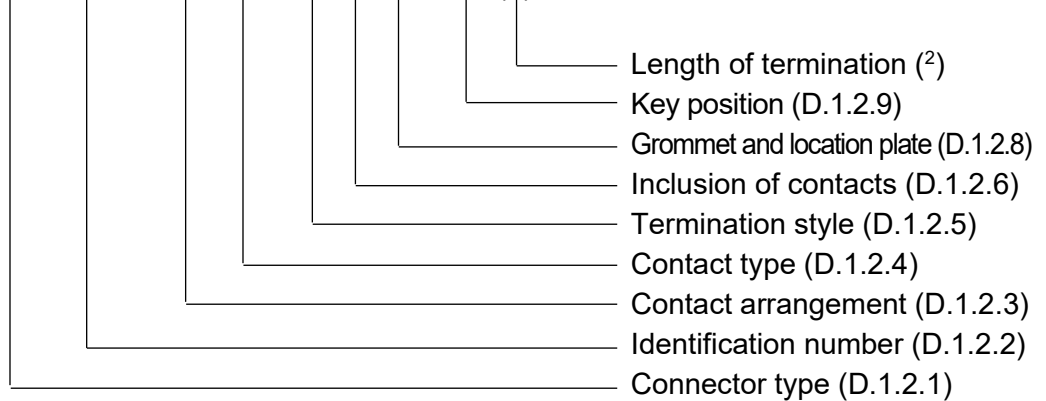 Length of termination (²)
Key position (D.1.2.9)
Grommet and location plate (D.1.2.8)
Inclusion of contacts (D.1.2.6)
Termination style (D.1.2.5)
Contact type (D.1.2.4)
Contact arrangement (D.1.2.3)
Identification number (D.1.2.2)
Connector type (D.1.2.1)